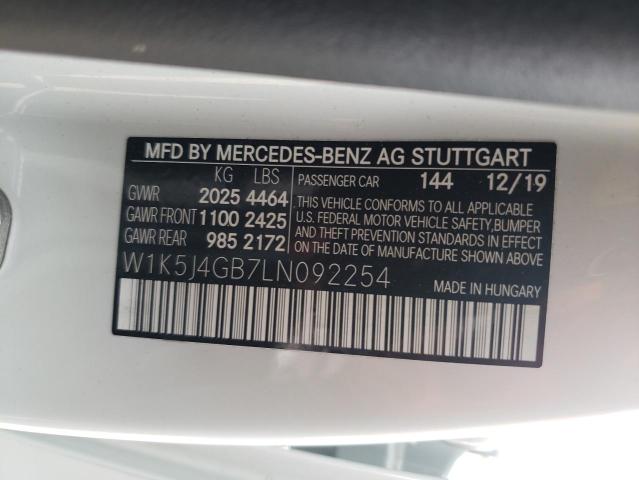 MFD BY MERCEDES-BENZ AG STUTTGART
KG LBS PASSENGER CAR 144 12/19
GVWR 2025 4464
GAWR FRONT 1100 2425
GAWR REAR 985 2172
THIS VEHICLE CONFORMS TO ALL APPLICABLE
U.S. FEDERAL MOTOR VEHICLE SAFETY, BUMPER,
AND THEFT PREVENTION STANDARDS IN EFFECT
ON THE DATE OF MANUFACTURE SHOWN ABOVE
W1K5J4GB7LN092254
MADE IN HUNGARY